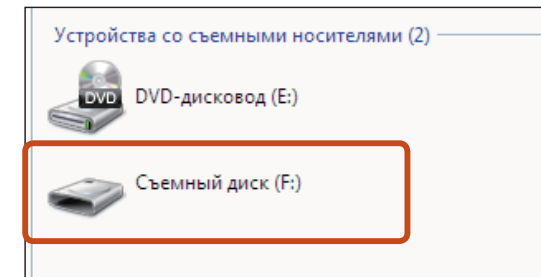 Устройства со съемными носителями (2)
DVD
DVD-дисковод (E:)
Съемный диск (F:)